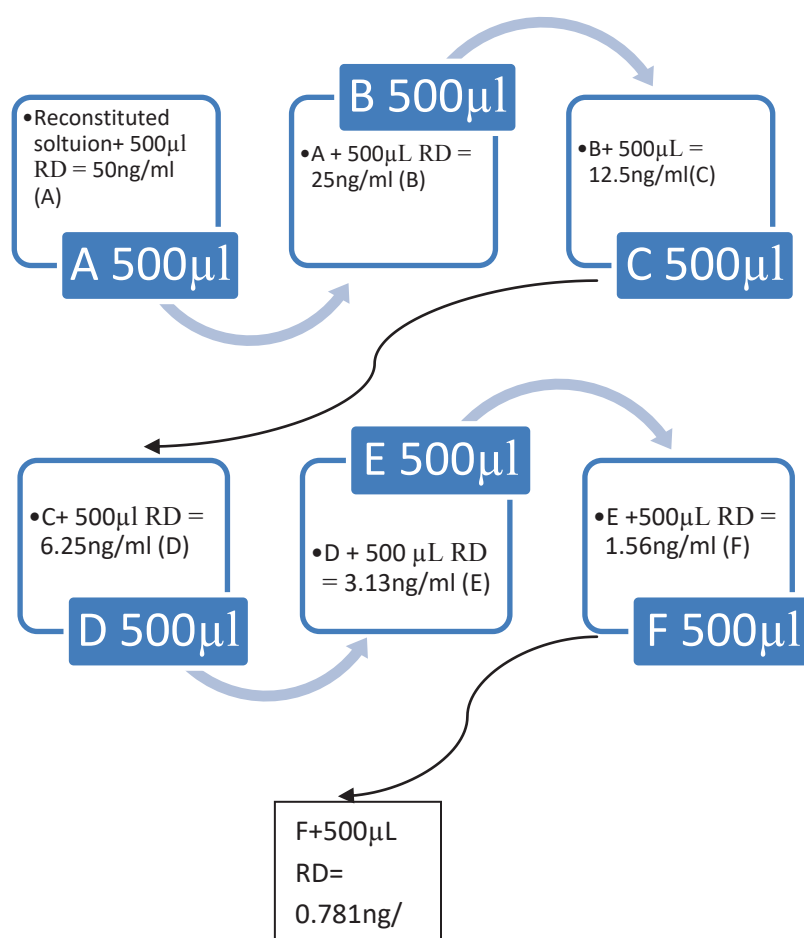 •Reconstituted
soltuion+ 500μl
RD = 50ng/ml
(A)
A 500μl
B 500μl
•A + 500μL RD =
25ng/ml (B)
•B+ 500μL =
12.5ng/ml(C)
C 500μl
•C+ 500μl RD =
6.25ng/ml (D)
D 500μl
E 500μl
•D + 500 μL RD
= 3.13ng/ml (E)
•E +500μL RD =
1.56ng/ml (F)
F 500μl
F+500μL
RD=
0.781ng/